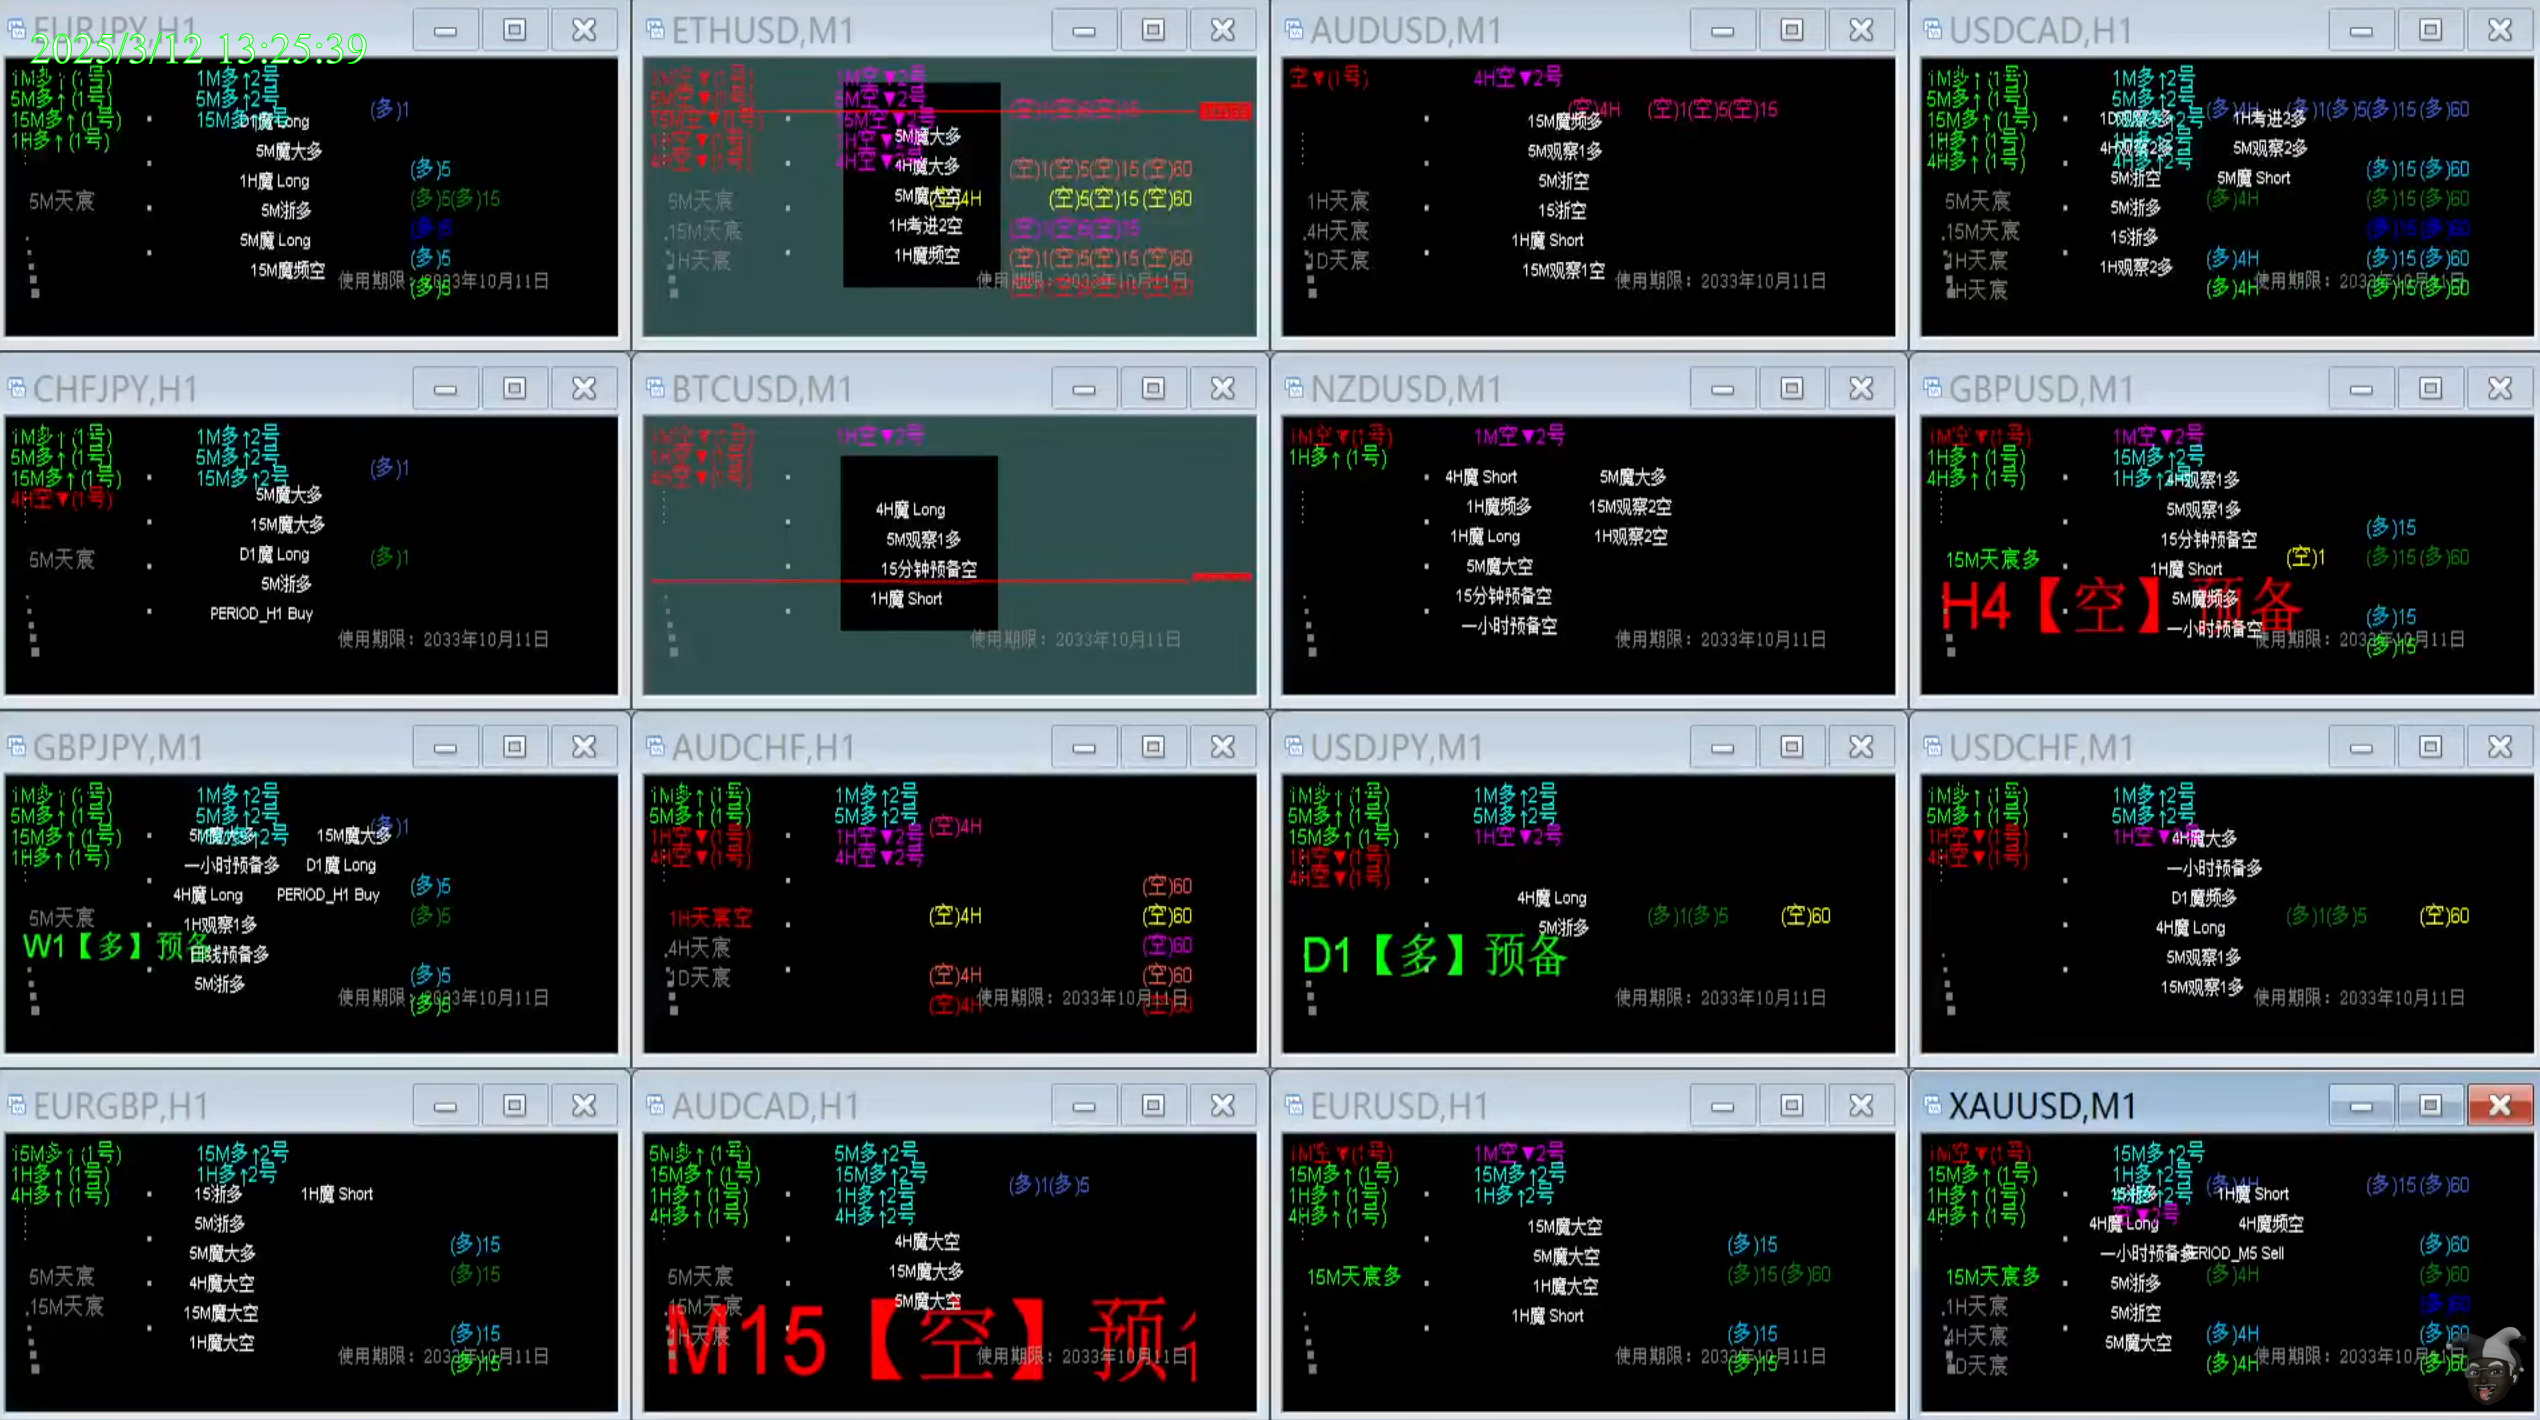 EURJPY,H1
2025/3/12 13:25:39
1M多↑(1号) 1M多↑2号
5M多↑(1号) 5M多↑2号 (多)1
15M多↑(1号) 15M多↑2号
D1魔 Long
1H多↑(1号)
5M魔大多
(多)5
1H魔 Long
5M天宸 (多)5(多)15
5M浙多
(多)5
5M魔 Long
(多)5
15M魔频空
使用期限：2033年10月11日
(多)5
ETHUSD,M1
1M空▼(1号) 1M空▼2号
5M空▼(1号) 5M空▼2号
15M空▼(1号) 15M空▼2号
1H空▼(1号) 1H空▼2号
4H空▼(1号) 4H空▼2号
5M魔大多
4H魔大多 (空)1(空)5(空)15(空)60
5M天宸 5M魔大空 (空)4H (空)5(空)15(空)60
.15M天宸 1H考进2空
1H天宸 1H魔频空 (空)1(空)5(空)15(空)60
使用期限：2033年10月11日
AUDUSD,M1
空▼(1号) 4H空▼2号
(空)4H (空)1(空)5(空)15
15M魔频多
5M观察1多
5M浙空
1H天宸
15浙空
.4H天宸
1H魔 Short
1D天宸
15M观察1空
使用期限：2033年10月11日
USDCAD,H1
1M多↑(1号) 1M多↑2号
5M多↑(1号) 5M多↑2号
(多)4H (多)1(多)5(多)15(多)60
15M多↑(1号) 1D观察2多 1H考进2多
1H多↑(1号)
4H观察2多 5M观察2多
4H多↑(1号) 4H多↑2号
(多)15(多)60
5M浙空 5M魔 Short
5M天宸 (多)4H (多)15(多)60
5M浙多
.15M天宸 (多)15(多)60
15浙多
1H天宸 (多)4H (多)15(多)60
1H观察2多
4H天宸 (多)4H (多)15(多)60
使用期限：2033年10月11日
CHFJPY,H1
1M多↑(1号) 1M多↑2号
5M多↑(1号) 5M多↑2号 (多)1
15M多↑(1号) 15M多↑2号
4H空▼(1号) 5M魔大多
15M魔大多
5M天宸 D1魔 Long (多)1
5M浙多
PERIOD_H1 Buy
使用期限：2033年10月11日
BTCUSD,M1
1M空▼(1号) 1H空▼2号
1H空▼(1号)
4H空▼(1号)
4H魔 Long
5M观察1多
15分钟预备空
1H魔 Short
使用期限：2033年10月11日
NZDUSD,M1
1M空▼(1号) 1M空▼2号
1H多↑(1号)
4H魔 Short 5M魔大多
1H魔频多 15M观察2空
1H魔 Long 1H观察2空
5M魔大空
15分钟预备空
一小时预备空
使用期限：2033年10月11日
GBPUSD,M1
1M空▼(1号) 1M空▼2号
1H多↑(1号) 15M多↑2号
4H多↑(1号) 1H多↑2号
4H观察1多
5M观察1多
(多)15
15分钟预备空
15M天宸多 (空)1 (多)15(多)60
1H魔 Short
H4【空】预备
5M魔频多
(多)15
一小时预备空
使用期限：2033年10月11日
(多)15
GBPJPY,M1
1M多↑(1号) 1M多↑2号
5M多↑(1号) 5M多↑2号
(多)1
15M多↑(1号) 5M魔大多 15M魔大多
1H多↑(1号)
一小时预备多 D1魔 Long
(多)5
4H魔 Long PERIOD_H1 Buy
5M天宸 (多)5
1H观察1多
W1【多】预备
日线预备多
(多)5
5M浙多
使用期限：2033年10月11日
(多)5
AUDCHF,H1
1M多↑(1号) 1M多↑2号
5M多↑(1号) 5M多↑2号
(空)4H
1H空▼(1号) 1H空▼2号
4H空▼(1号) 4H空▼2号
(空)60
1H天宸空 (空)4H (空)60
.4H天宸 (空)60
1D天宸 (空)4H (空)60
(空)4H (空)60
使用期限：2033年10月11日
USDJPY,M1
1M多↑(1号) 1M多↑2号
5M多↑(1号) 5M多↑2号
15M多↑(1号) 1H空▼2号
1H空▼(1号)
4H空▼(1号)
4H魔 Long
(多)1(多)5 (空)60
5M浙多
D1【多】预备
使用期限：2033年10月11日
USDCHF,M1
1M多↑(1号) 1M多↑2号
5M多↑(1号) 5M多↑2号
1H空▼(1号) 1H空▼2号
4H魔大多
4H空▼(1号)
一小时预备多
D1魔频多
(多)1(多)5 (空)60
4H魔 Long
5M观察1多
15M观察1多
使用期限：2033年10月11日
EURGBP,H1
15M多↑(1号) 15M多↑2号
1H多↑(1号) 1H多↑2号
4H多↑(1号) 15浙多 1H魔 Short
5M浙多
(多)15
5M魔大多
5M天宸 (多)15
4H魔大空
.15M天宸
15M魔大空
(多)15
1H魔大空
使用期限：2033年10月11日
(多)15
AUDCAD,H1
5M多↑(1号) 5M多↑2号
15M多↑(1号) 15M多↑2号
(多)1(多)5
1H多↑(1号) 1H多↑2号
4H多↑(1号) 4H多↑2号
4H魔大空
5M天宸 15M魔大多
.15M天宸 5M魔大空
1H天宸
M15【空】预
使用期限：2033年10月11日
EURUSD,H1
1M空▼(1号) 1M空▼2号
15M多↑(1号) 15M多↑2号
1H多↑(1号) 1H多↑2号
4H多↑(1号)
15M魔大空
(多)15
5M魔大空
15M天宸多 (多)15(多)60
1H魔大空
1H魔 Short
(多)15
使用期限：2033年10月11日
(多)15
XAUUSD,M1
1M空▼(1号) 15M多↑2号
15M多↑(1号) 1H多↑2号
(多)4H (多)15(多)60
1H多↑(1号) 15浙多 1H魔 Short
4H多↑(1号) 空▼2号
4H魔 Long 4H魔频空
(多)60
一小时预备多 PERIOD_M5 Sell
15M天宸多 (多)4H (多)60
5M浙多
.1H天宸 (多)60
5M浙空
4H天宸 (多)4H (多)60
5M魔大空
1D天宸 (多)4H (多)60
使用期限：2033年10月11日